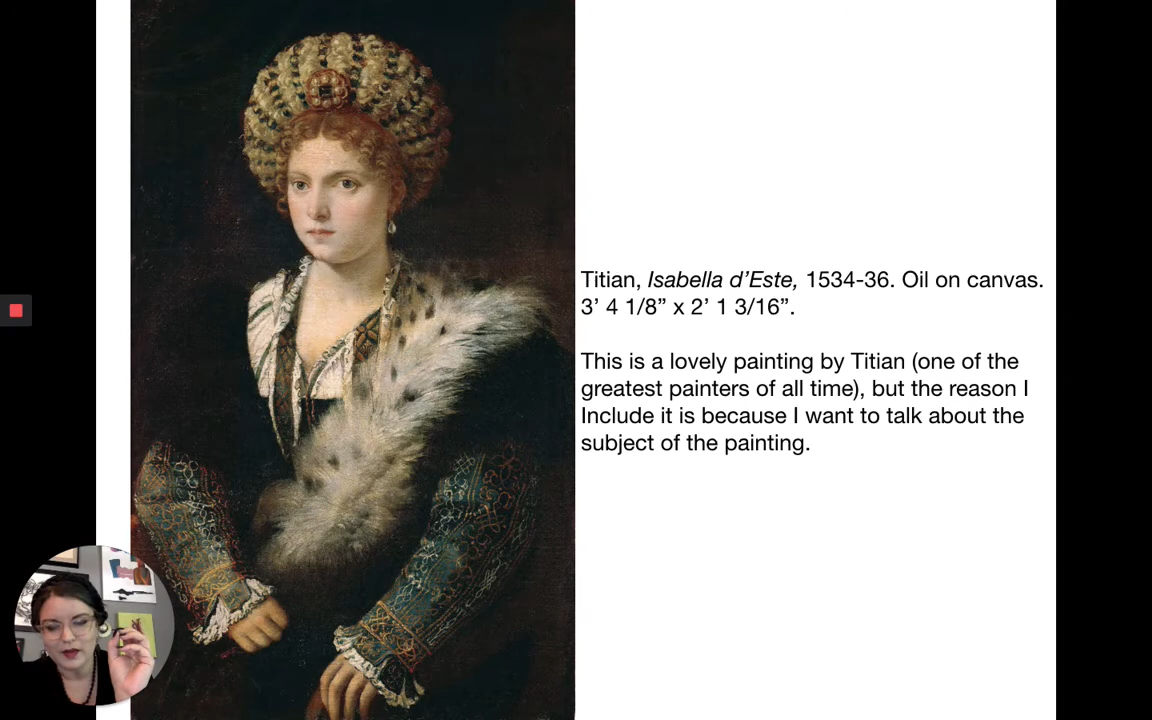 Titian, Isabella d’Este, 1534-36. Oil on canvas.
3’ 4 1/8” x 2’ 1 3/16”.
This is a lovely painting by Titian (one of the
greatest painters of all time), but the reason I
Include it is because I want to talk about the
subject of the painting.